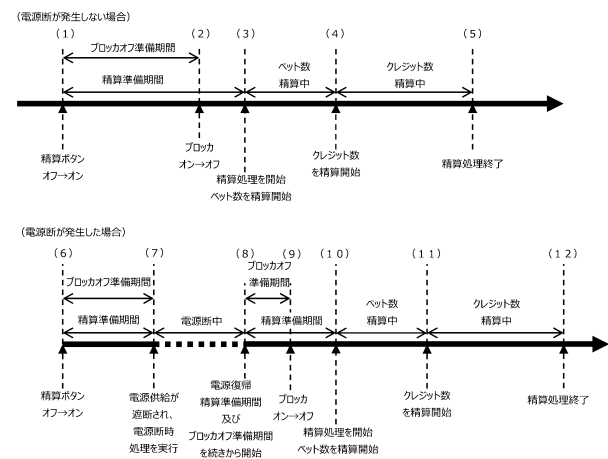 （電源断が発生しない場合）
（１） （２） （３） （４） （５）
ブロッカオフ準備期間
精算準備期間
ベット数
精算中
クレジット数
精算中
精算ボタン
オフ→オン
ブロッカ
オン→オフ
精算処理を開始
ベット数を精算開始
クレジット数
を精算開始
精算処理終了
（電源断が発生した場合）
（６） （７） （８） （９） （１０） （１１） （１２）
ブロッカオフ準備期間
ブロッカオフ
準備期間
精算準備期間
電源断中
精算準備期間
ベット数
精算中
クレジット数
精算中
精算ボタン
オフ→オン
電源供給が
遮断され、
電源断時
処理を実行
電源復帰
精算準備期間
及び
ブロッカオフ準備期間
を続きから開始
ブロッカ
オン→オフ
精算処理を開始
ベット数を精算開始
クレジット数
を精算開始
精算処理終了